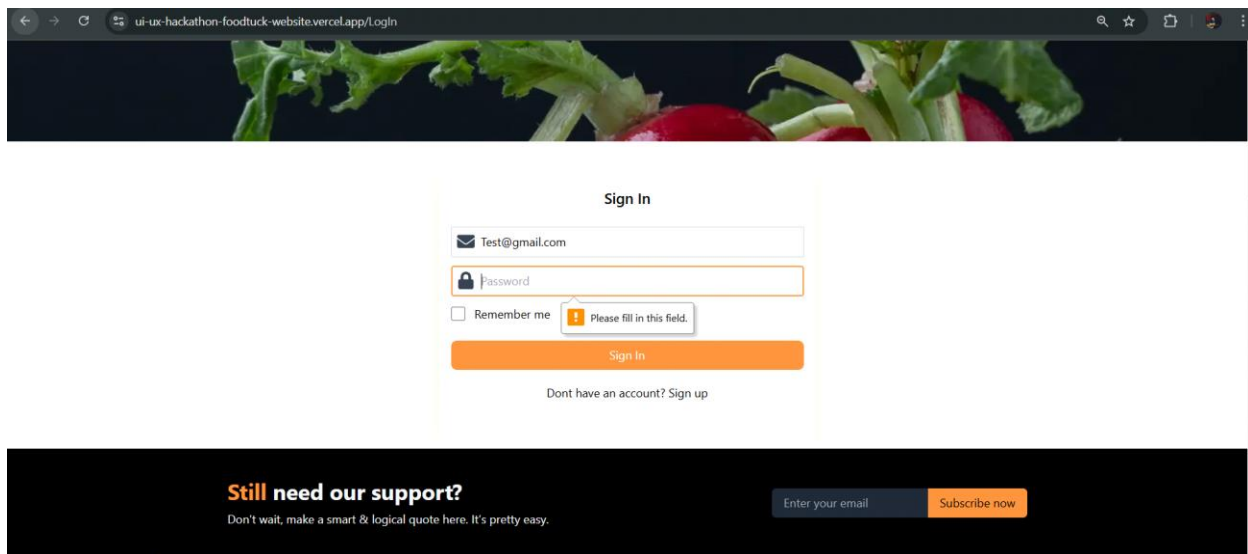 ui-ux-hackathon-foodtuck-website.vercel.app/LogIn
Sign In
Test@gmail.com
Password
Remember me
Please fill in this field.
Sign In
Dont have an account? Sign up
Still need our support?
Don't wait, make a smart & logical quote here. It's pretty easy.
Enter your email
Subscribe now